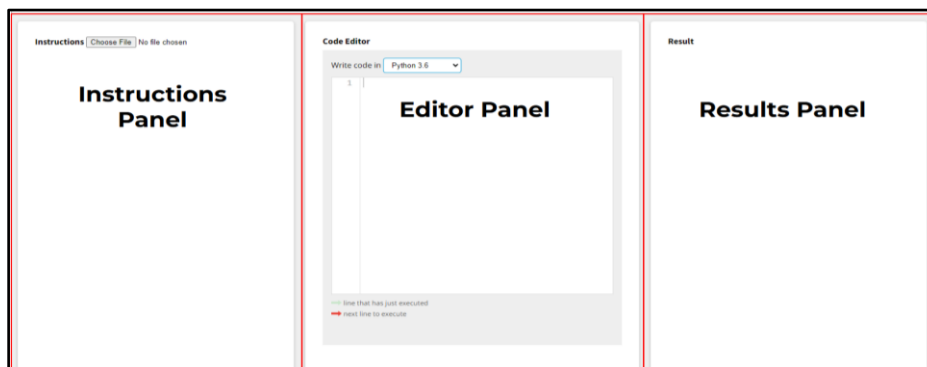 Instructions Choose File No file chosen
Instructions
Panel
Code Editor
Write code in Python 3.6
1
Editor Panel
line that has just executed
next line to execute
Result
Results Panel